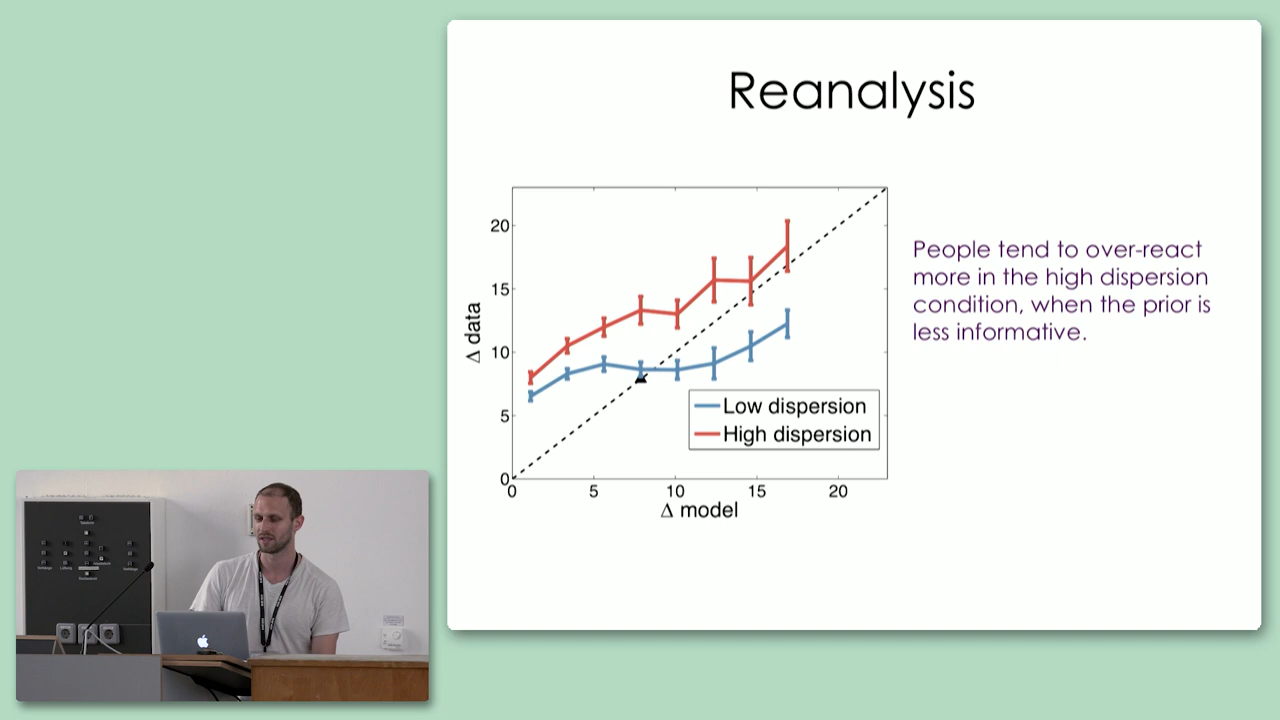 Reanalysis
20
15
10
5
0
Δ data
0 5 10 15 20
Δ model
Low dispersion
High dispersion
People tend to over-react
more in the high dispersion
condition, when the prior is
less informative.